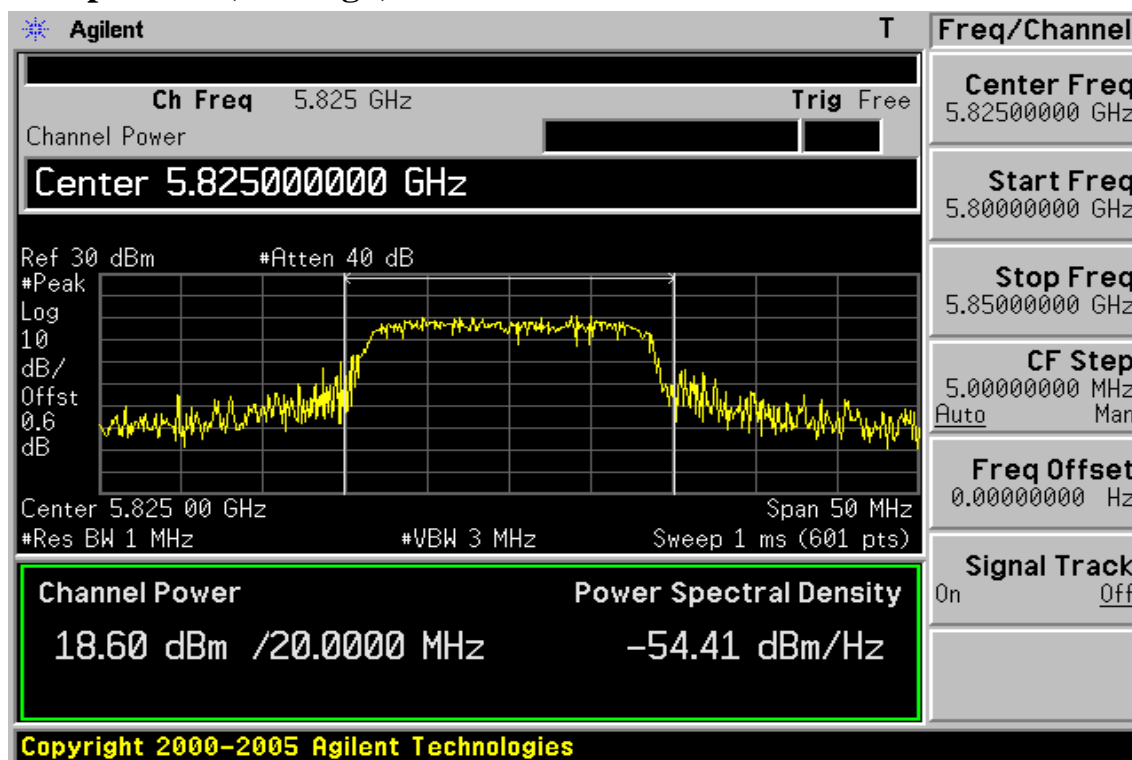 Agilent T
Freq/Channel
Ch Freq 5.825 GHz Trig Free
Channel Power
Center 5.825000000 GHz
Ref 30 dBm #Atten 40 dB
#Peak
Log
10
dB/
Offst
0.6
dB
Center 5.825 00 GHz Span 50 MHz
#Res BW 1 MHz #VBW 3 MHz Sweep 1 ms (601 pts)
Channel Power Power Spectral Density
18.60 dBm /20.0000 MHz -54.41 dBm/Hz
Center Freq
5.82500000 GHz
Start Freq
5.80000000 GHz
Stop Freq
5.85000000 GHz
CF Step
5.00000000 MHz
Auto Man
Freq Offset
0.00000000 Hz
Signal Track
On Off
Copyright 2000-2005 Agilent Technologies